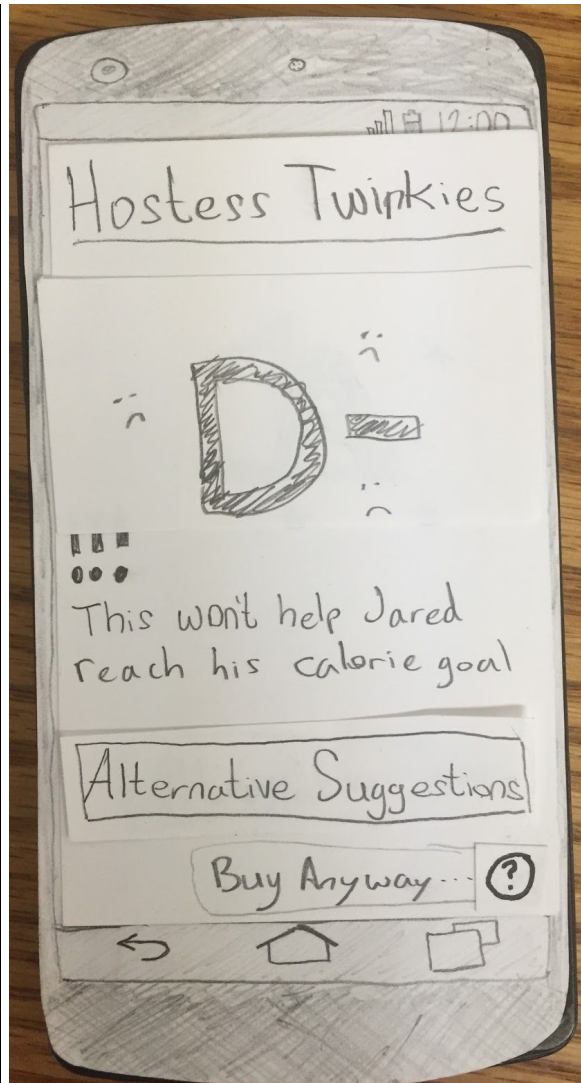 12:00
Hostess Twinkies
D-
!!!
This won't help Jared
reach his calorie goal
Alternative Suggestions
Buy Anyway...
?